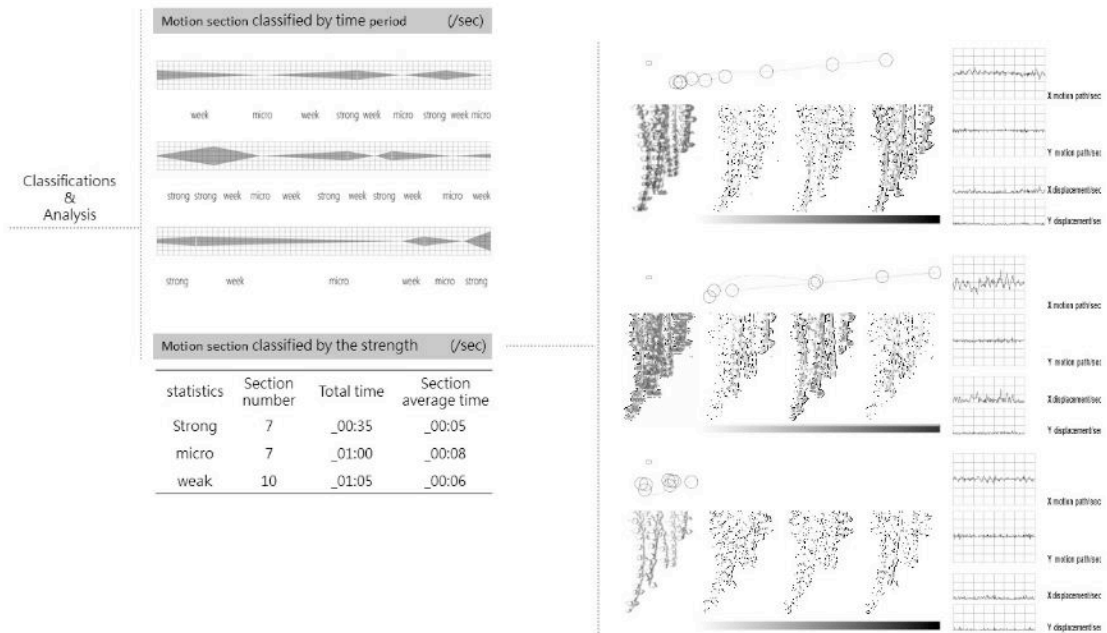 Motion section classified by time period (/sec)
week micro week strong week micro strong week micro
strong strong week micro week strong week strong week micro week
strong week micro week micro strong
Classifications
&
Analysis
Motion section classified by the strength (/sec)
statistics Section number Total time Section average time
Strong 7 _00:35 _00:05
micro 7 _01:00 _00:08
weak 10 _01:05 _00:06
X motion path/sec
Y motion path/sec
X displacement/sec
Y displacement/sec
X motion path/sec
Y motion path/sec
X displacement/sec
Y displacement/sec
X motion path/sec
Y motion path/sec
X displacement/sec
Y displacement/sec